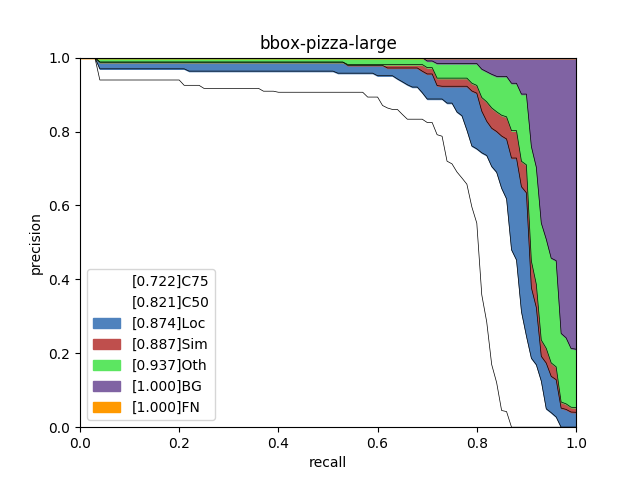 bbox-pizza-large
1.0
0.8
0.6
0.4
0.2
0.0
precision
[0.722]C75
[0.821]C50
[0.874]Loc
[0.887]Sim
[0.937]Oth
[1.000]BG
[1.000]FN
0.0 0.2 0.4 0.6 0.8 1.0
recall